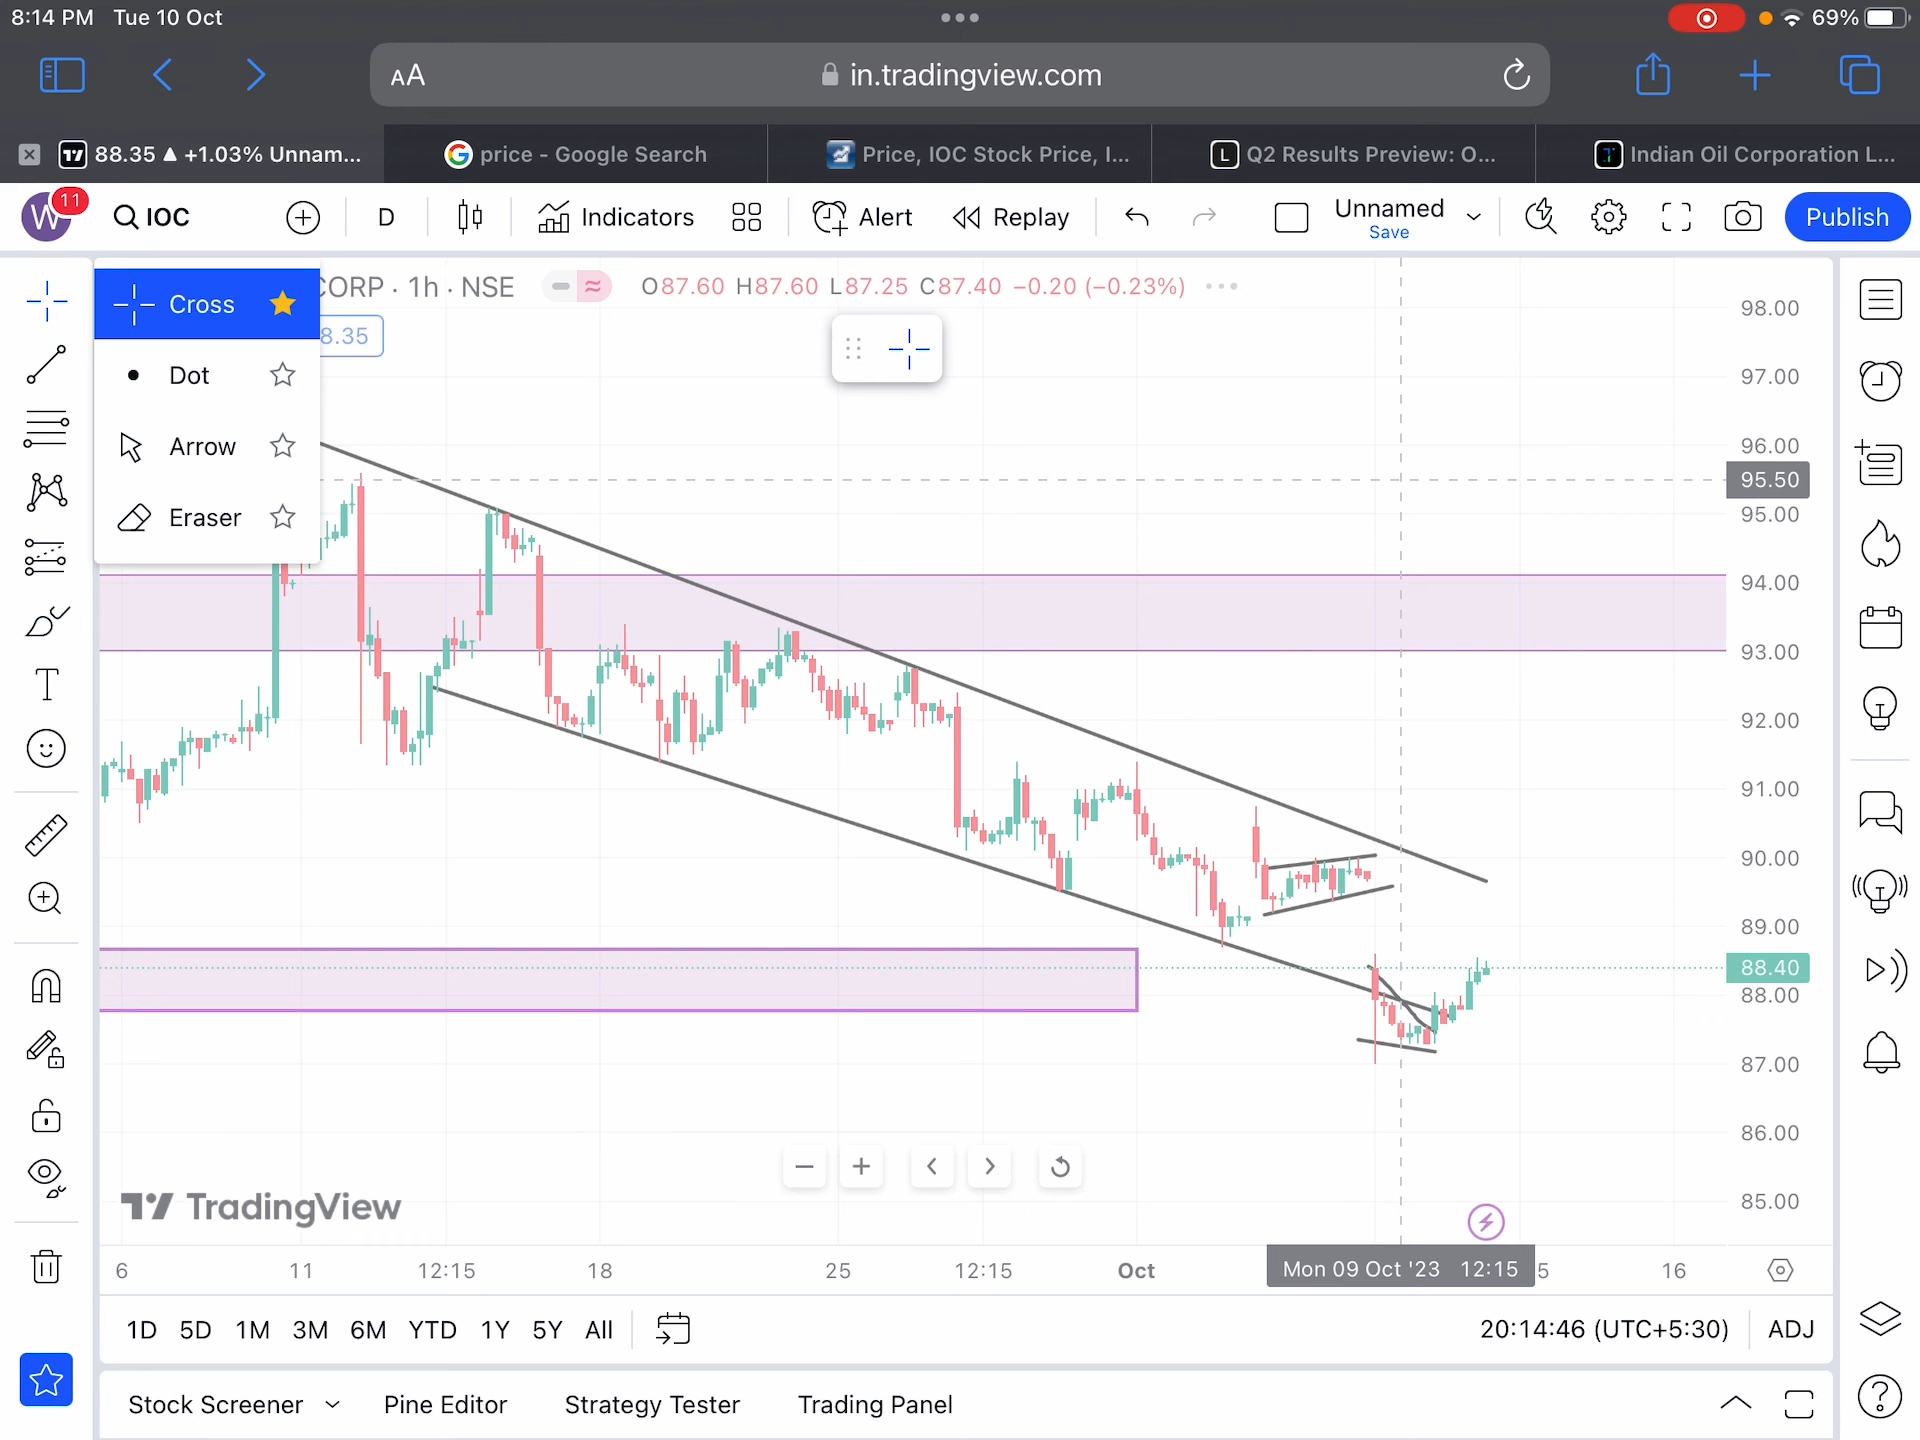 8:14 PM Tue 10 Oct
69%
AA in.tradingview.com
88.35 ▲ +1.03% Unnam...
price - Google Search
Price, IOC Stock Price, I...
Q2 Results Preview: O...
Indian Oil Corporation L...
W 11 IOC D Indicators Alert Replay Unnamed Publish
Save
Cross
Dot
Arrow
Eraser
CORP · 1h · NSE O87.60 H87.60 L87.25 C87.40 −0.20 (−0.23%)
8.35
98.00
97.00
96.00
95.50
95.00
94.00
93.00
92.00
91.00
90.00
89.00
88.40
88.00
87.00
86.00
85.00
TradingView
6 11 12:15 18 25 12:15 Oct Mon 09 Oct '23 12:15 5 16
1D 5D 1M 3M 6M YTD 1Y 5Y All 20:14:46 (UTC+5:30) ADJ
Stock Screener Pine Editor Strategy Tester Trading Panel